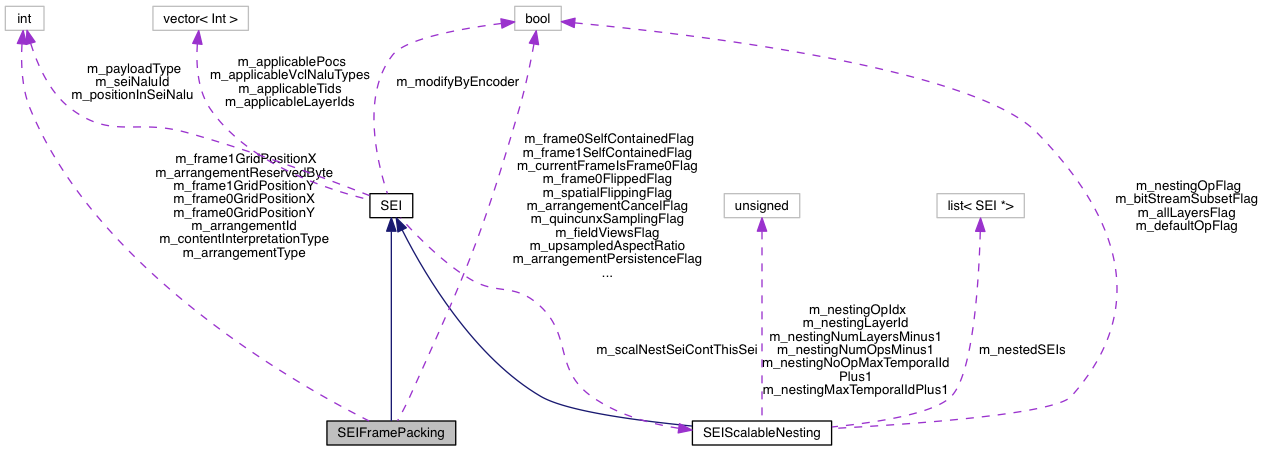 int
vector< Int >
bool
m_payloadType
m_seiNaluId
m_positionInSeiNalu
m_applicablePocs
m_applicableVclNaluTypes
m_applicableTids
m_applicableLayerIds
m_modifyByEncoder
m_frame1GridPositionX
m_arrangementReservedByte
m_frame1GridPositionY
m_frame0GridPositionX
m_frame0GridPositionY
m_arrangementId
m_contentInterpretationType
m_arrangementType
SEI
m_frame0SelfContainedFlag
m_frame1SelfContainedFlag
m_currentFrameIsFrame0Flag
m_frame0FlippedFlag
m_spatialFlippingFlag
m_arrangementCancelFlag
m_quincunxSamplingFlag
m_fieldViewsFlag
m_upsampledAspectRatio
m_arrangementPersistenceFlag
...
unsigned
list< SEI *>
m_nestingOpFlag
m_bitStreamSubsetFlag
m_allLayersFlag
m_defaultOpFlag
m_scalNestSeiContThisSei
m_nestingOpIdx
m_nestingLayerId
m_nestingNumLayersMinus1
m_nestingNumOpsMinus1
m_nestingNoOpMaxTemporalId
Plus1
m_nestingMaxTemporalIdPlus1
m_nestedSEIs
SEIFramePacking
SEIScalableNesting